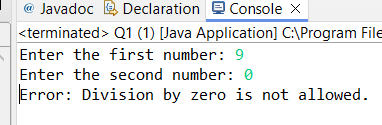 Javadoc Declaration Console
<terminated> Q1 (1) [Java Application] C:\Program File
Enter the first number: 9
Enter the second number: 0
Error: Division by zero is not allowed.